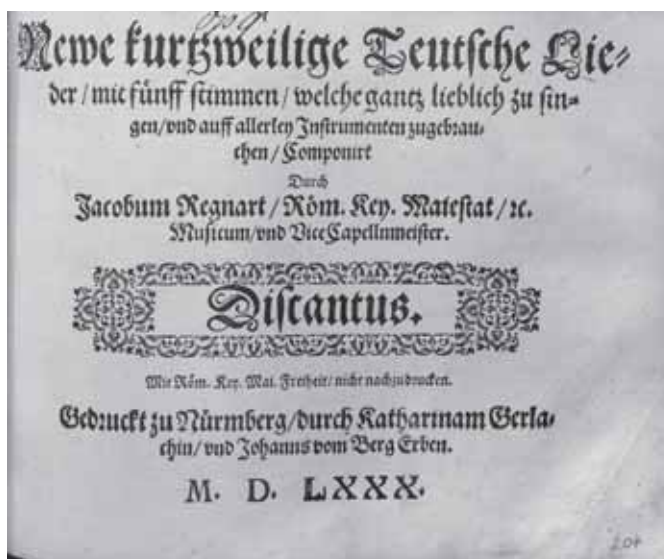 Newe kurtzweilige Teutsche Lie-
der / mit fünff stimmen / welche gantz lieblich zu sin-
gen / vnd auff allerley Instrumenten zugebrau-
chen / Componirt
Durch
Jacobum Regnart / Röm. Key. Maiestat / ꝛc.
Musicum / vnd Vice Capellnmeister.
Discantus.
Mit Röm. Key. Mai. Freiheit / nicht nachzudrucken.
Gedruckt zu Nürmberg / durch Katharinam Gerla-
chin / vnd Johanns vom Berg Erben.
M. D. LXXX.